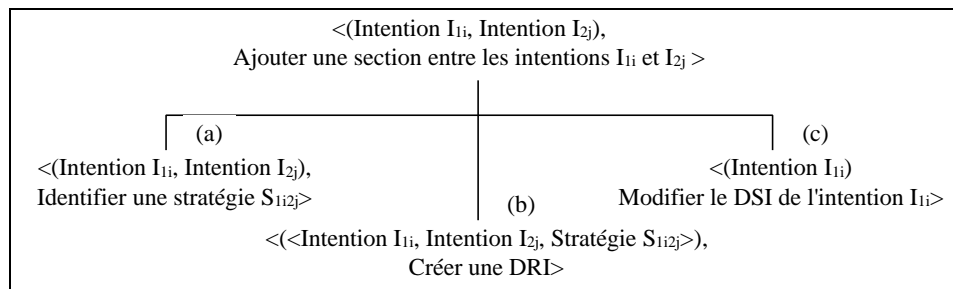 <(Intention I1i, Intention I2j),
Ajouter une section entre les intentions I1i et I2j >
(a)
<(Intention I1i, Intention I2j),
Identifier une stratégie S1i2j>
(b)
<(<Intention I1i, Intention I2j, Stratégie S1i2j>),
Créer une DRI>
(c)
<(Intention I1i)
Modifier le DSI de l'intention I1i>